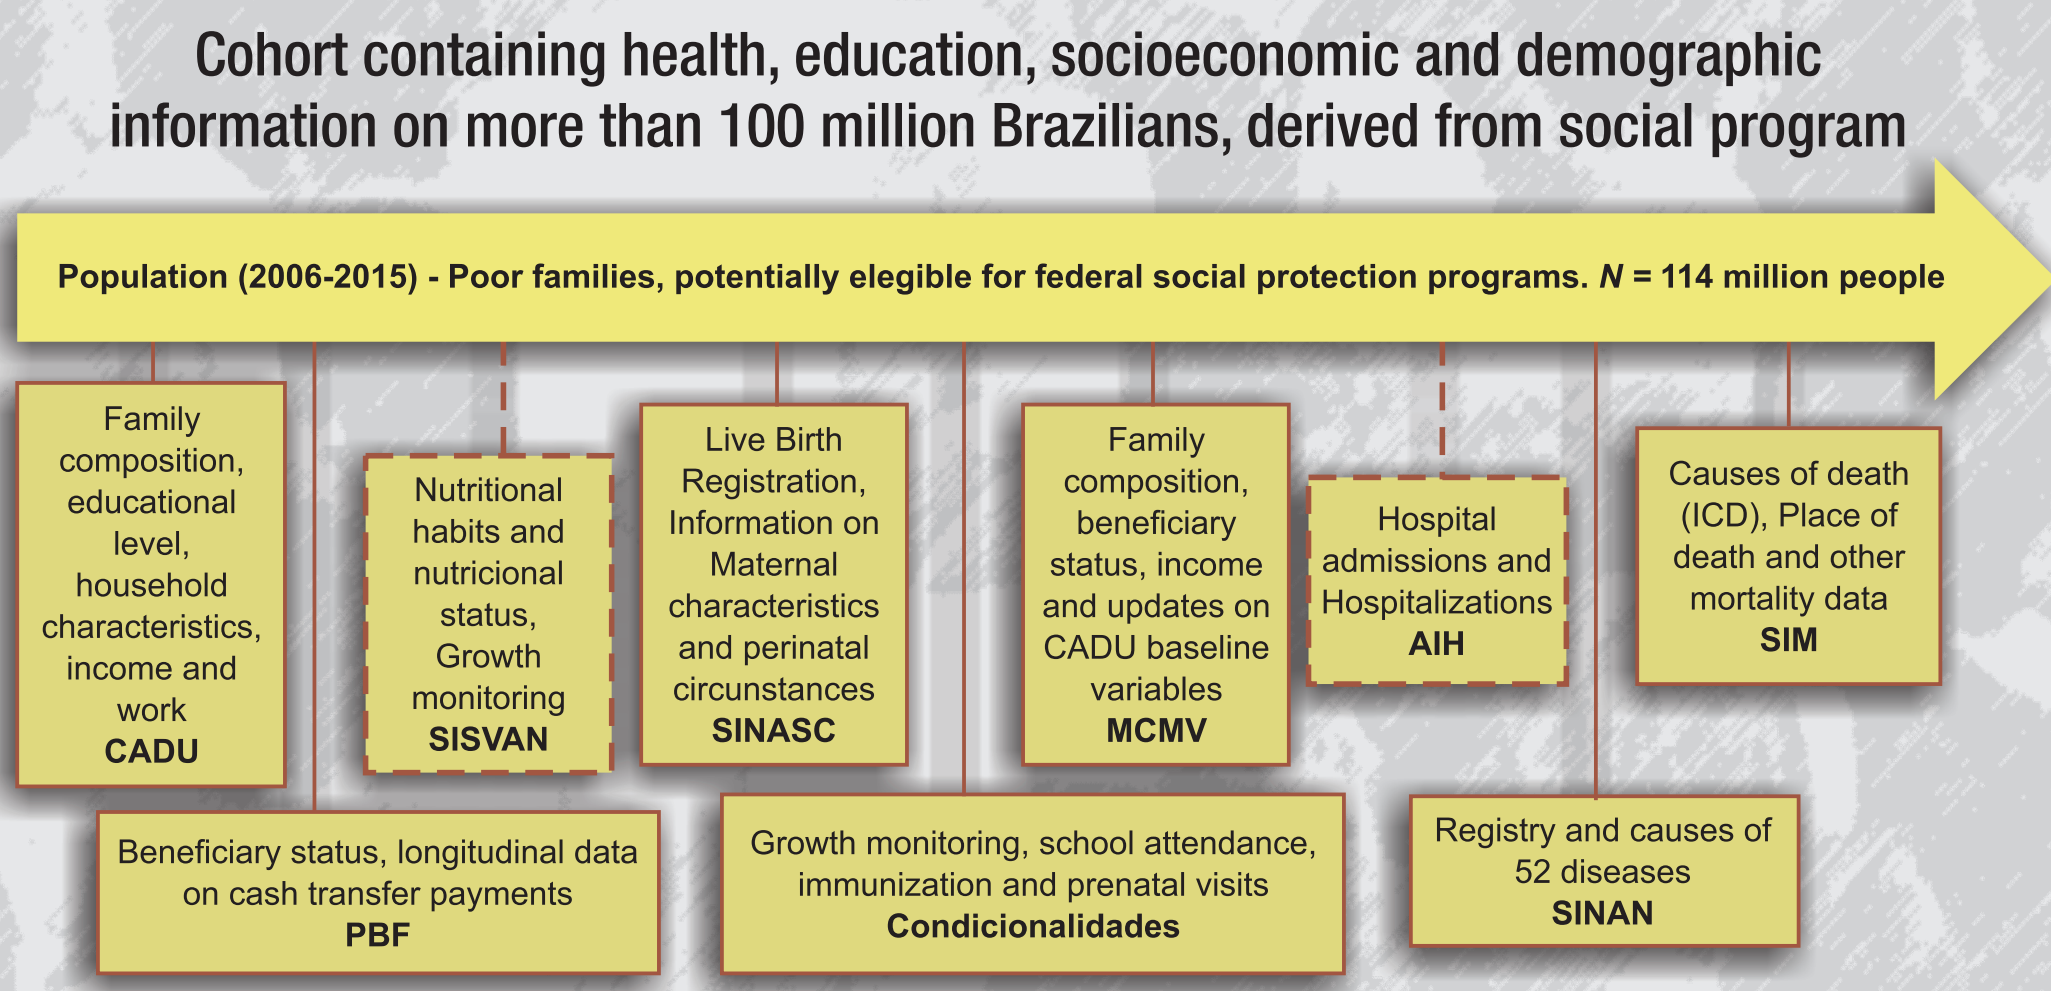 Cohort containing health, education, socioeconomic and demographic
information on more than 100 million Brazilians, derived from social program
Population (2006-2015) - Poor families, potentially elegible for federal social protection programs. N = 114 million people
Family
composition,
educational
level,
household
characteristics,
income and
work
CADU
Beneficiary status, longitudinal data
on cash transfer payments
PBF
Nutritional
habits and
nutricional
status,
Growth
monitoring
SISVAN
Live Birth
Registration,
Information on
Maternal
characteristics
and perinatal
circunstances
SINASC
Growth monitoring, school attendance,
immunization and prenatal visits
Condicionalidades
Family
composition,
beneficiary
status, income
and updates on
CADU baseline
variables
MCMV
Hospital
admissions and
Hospitalizations
AIH
Registry and causes of
52 diseases
SINAN
Causes of death
(ICD), Place of
death and other
mortality data
SIM